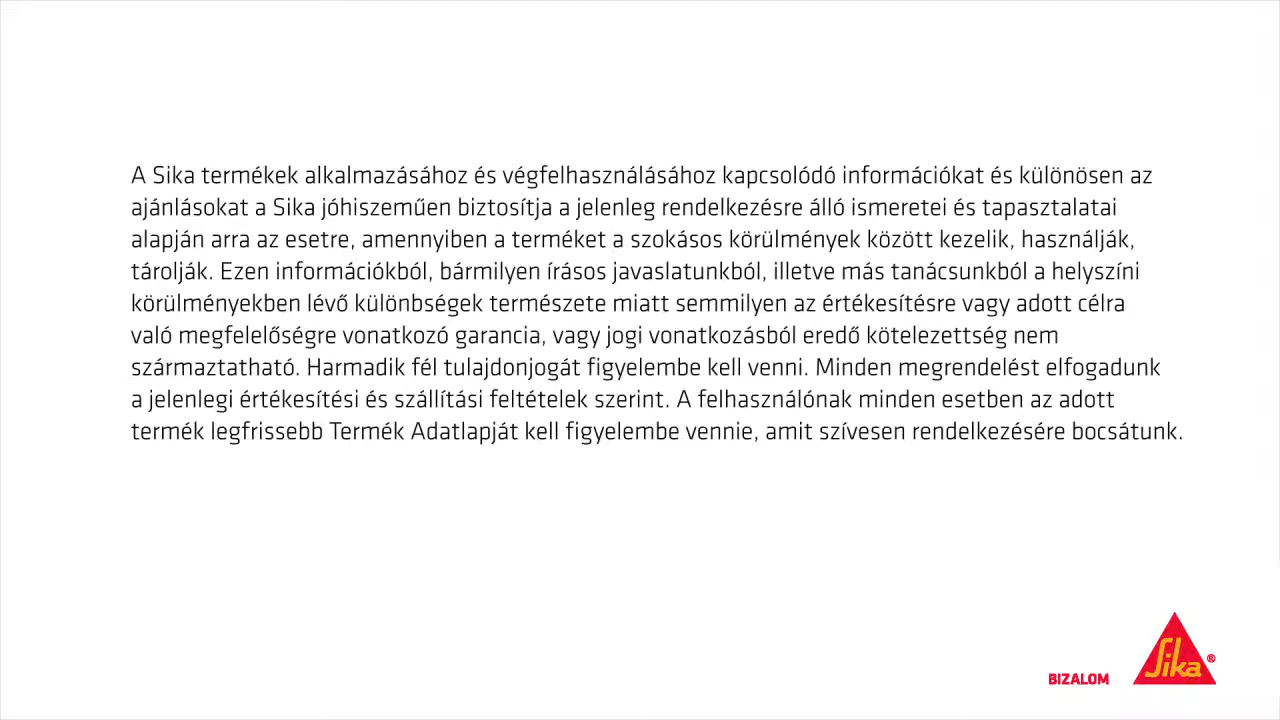 A Sika termékek alkalmazásához és végfelhasználásához kapcsolódó információkat és különösen az
ajánlásokat a Sika jóhiszeműen biztosítja a jelenleg rendelkezésre álló ismeretei és tapasztalatai
alapján arra az esetre, amennyiben a terméket a szokásos körülmények között kezelik, használják,
tárolják. Ezen információkból, bármilyen írásos javaslatunkból, illetve más tanácsunkból a helyszíni
körülményekben lévő különbségek természete miatt semmilyen az értékesítésre vagy adott célra
való megfelelőségre vonatkozó garancia, vagy jogi vonatkozásból eredő kötelezettség nem
származtatható. Harmadik fél tulajdonjogát figyelembe kell venni. Minden megrendelést elfogadunk
a jelenlegi értékesítési és szállítási feltételek szerint. A felhasználónak minden esetben az adott
termék legfrissebb Termék Adatlapját kell figyelembe vennie, amit szívesen rendelkezésére bocsátunk.
BIZALOM
Sika®